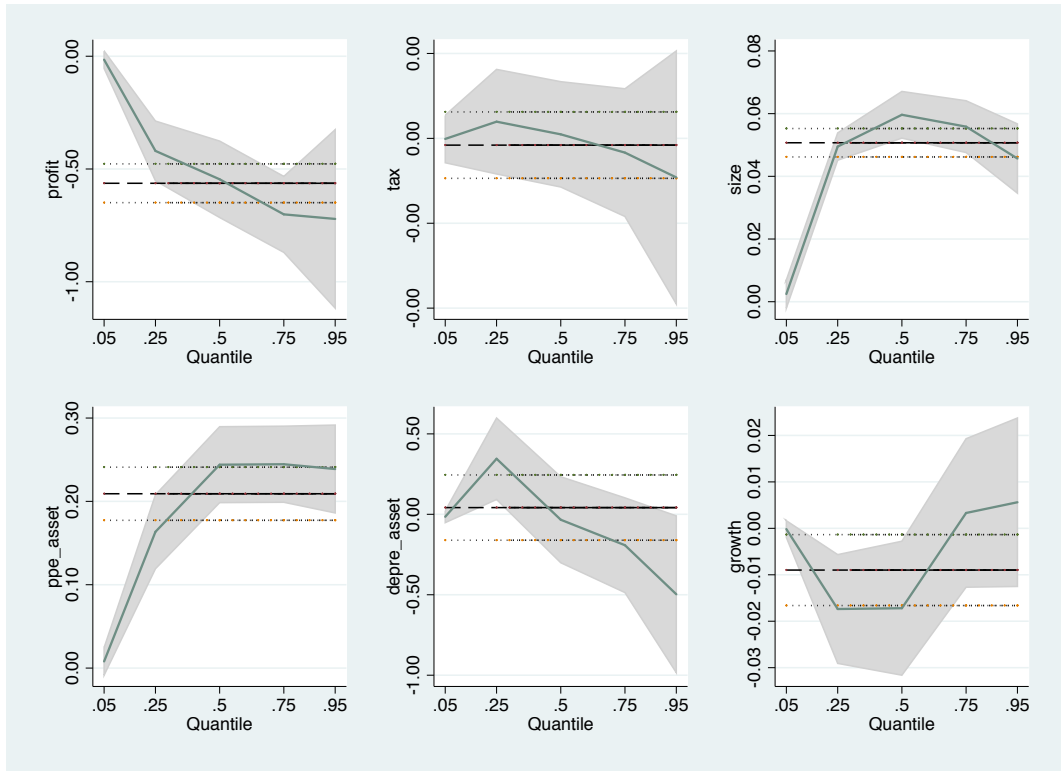 profit
0.00
-0.50
-1.00
.05 .25 .5 .75 .95
Quantile
tax
0.00
0.00
-0.00
-0.00
.05 .25 .5 .75 .95
Quantile
size
0.08
0.06
0.04
0.02
0.00
.05 .25 .5 .75 .95
Quantile
ppe_asset
0.30
0.20
0.10
0.00
.05 .25 .5 .75 .95
Quantile
depre_asset
0.50
0.00
-0.50
-1.00
.05 .25 .5 .75 .95
Quantile
growth
0.02
0.01
0.00
-0.01
-0.02
-0.03
.05 .25 .5 .75 .95
Quantile